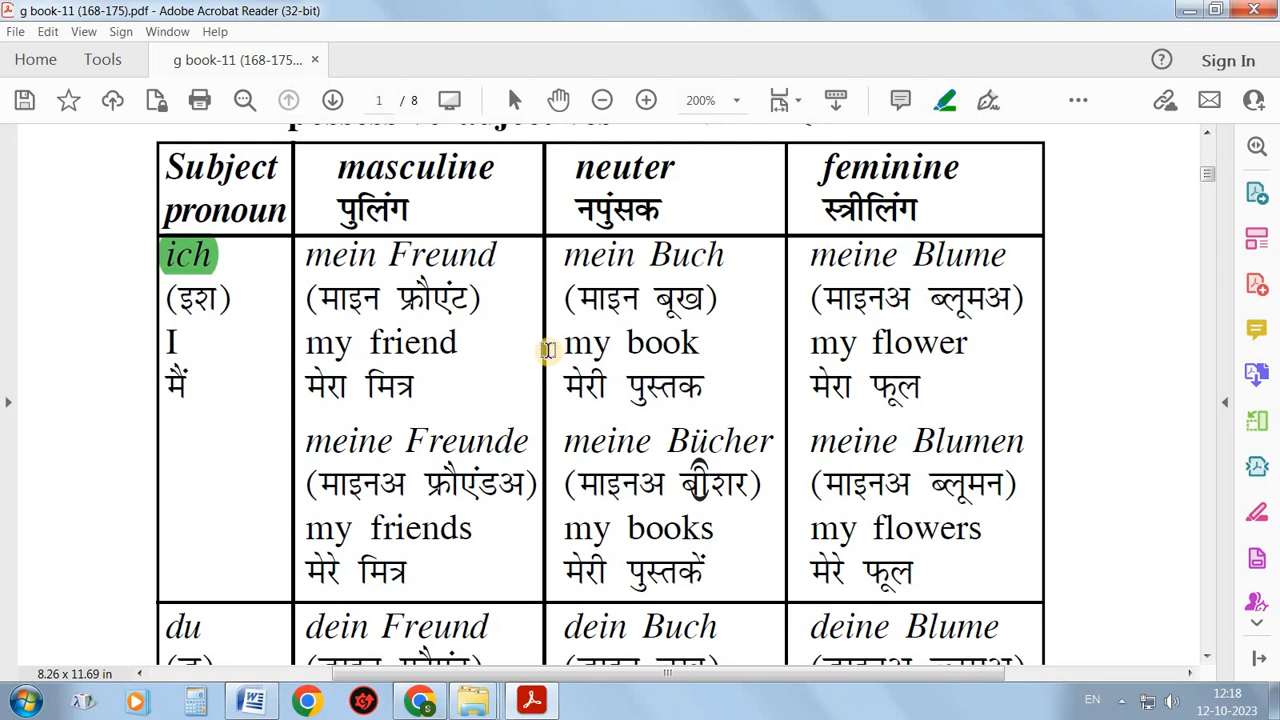 g book-11 (168-175).pdf - Adobe Acrobat Reader (32-bit)
File Edit View Sign Window Help
Home Tools g book-11 (168-175... × Sign In
1 / 8 200%
Subject pronoun
masculine
पुलिंग
neuter
नपुंसक
feminine
स्त्रीलिंग
ich
(इश)
I
मैं
mein Freund
(माइन फ्रौएंट)
my friend
मेरा मित्र
meine Freunde
(माइनअ फ्रौएंडअ)
my friends
मेरे मित्र
mein Buch
(माइन बूख)
my book
मेरी पुस्तक
meine Bücher
(माइनअ बीशर)
my books
मेरी पुस्तकें
meine Blume
(माइनअ ब्लूमअ)
my flower
मेरा फूल
meine Blumen
(माइनअ ब्लूमन)
my flowers
मेरे फूल
du
dein Freund
dein Buch
deine Blume
8.26 x 11.69 in
EN 12:18
12-10-2023